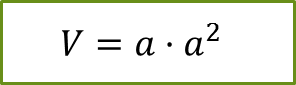 V = a · a²